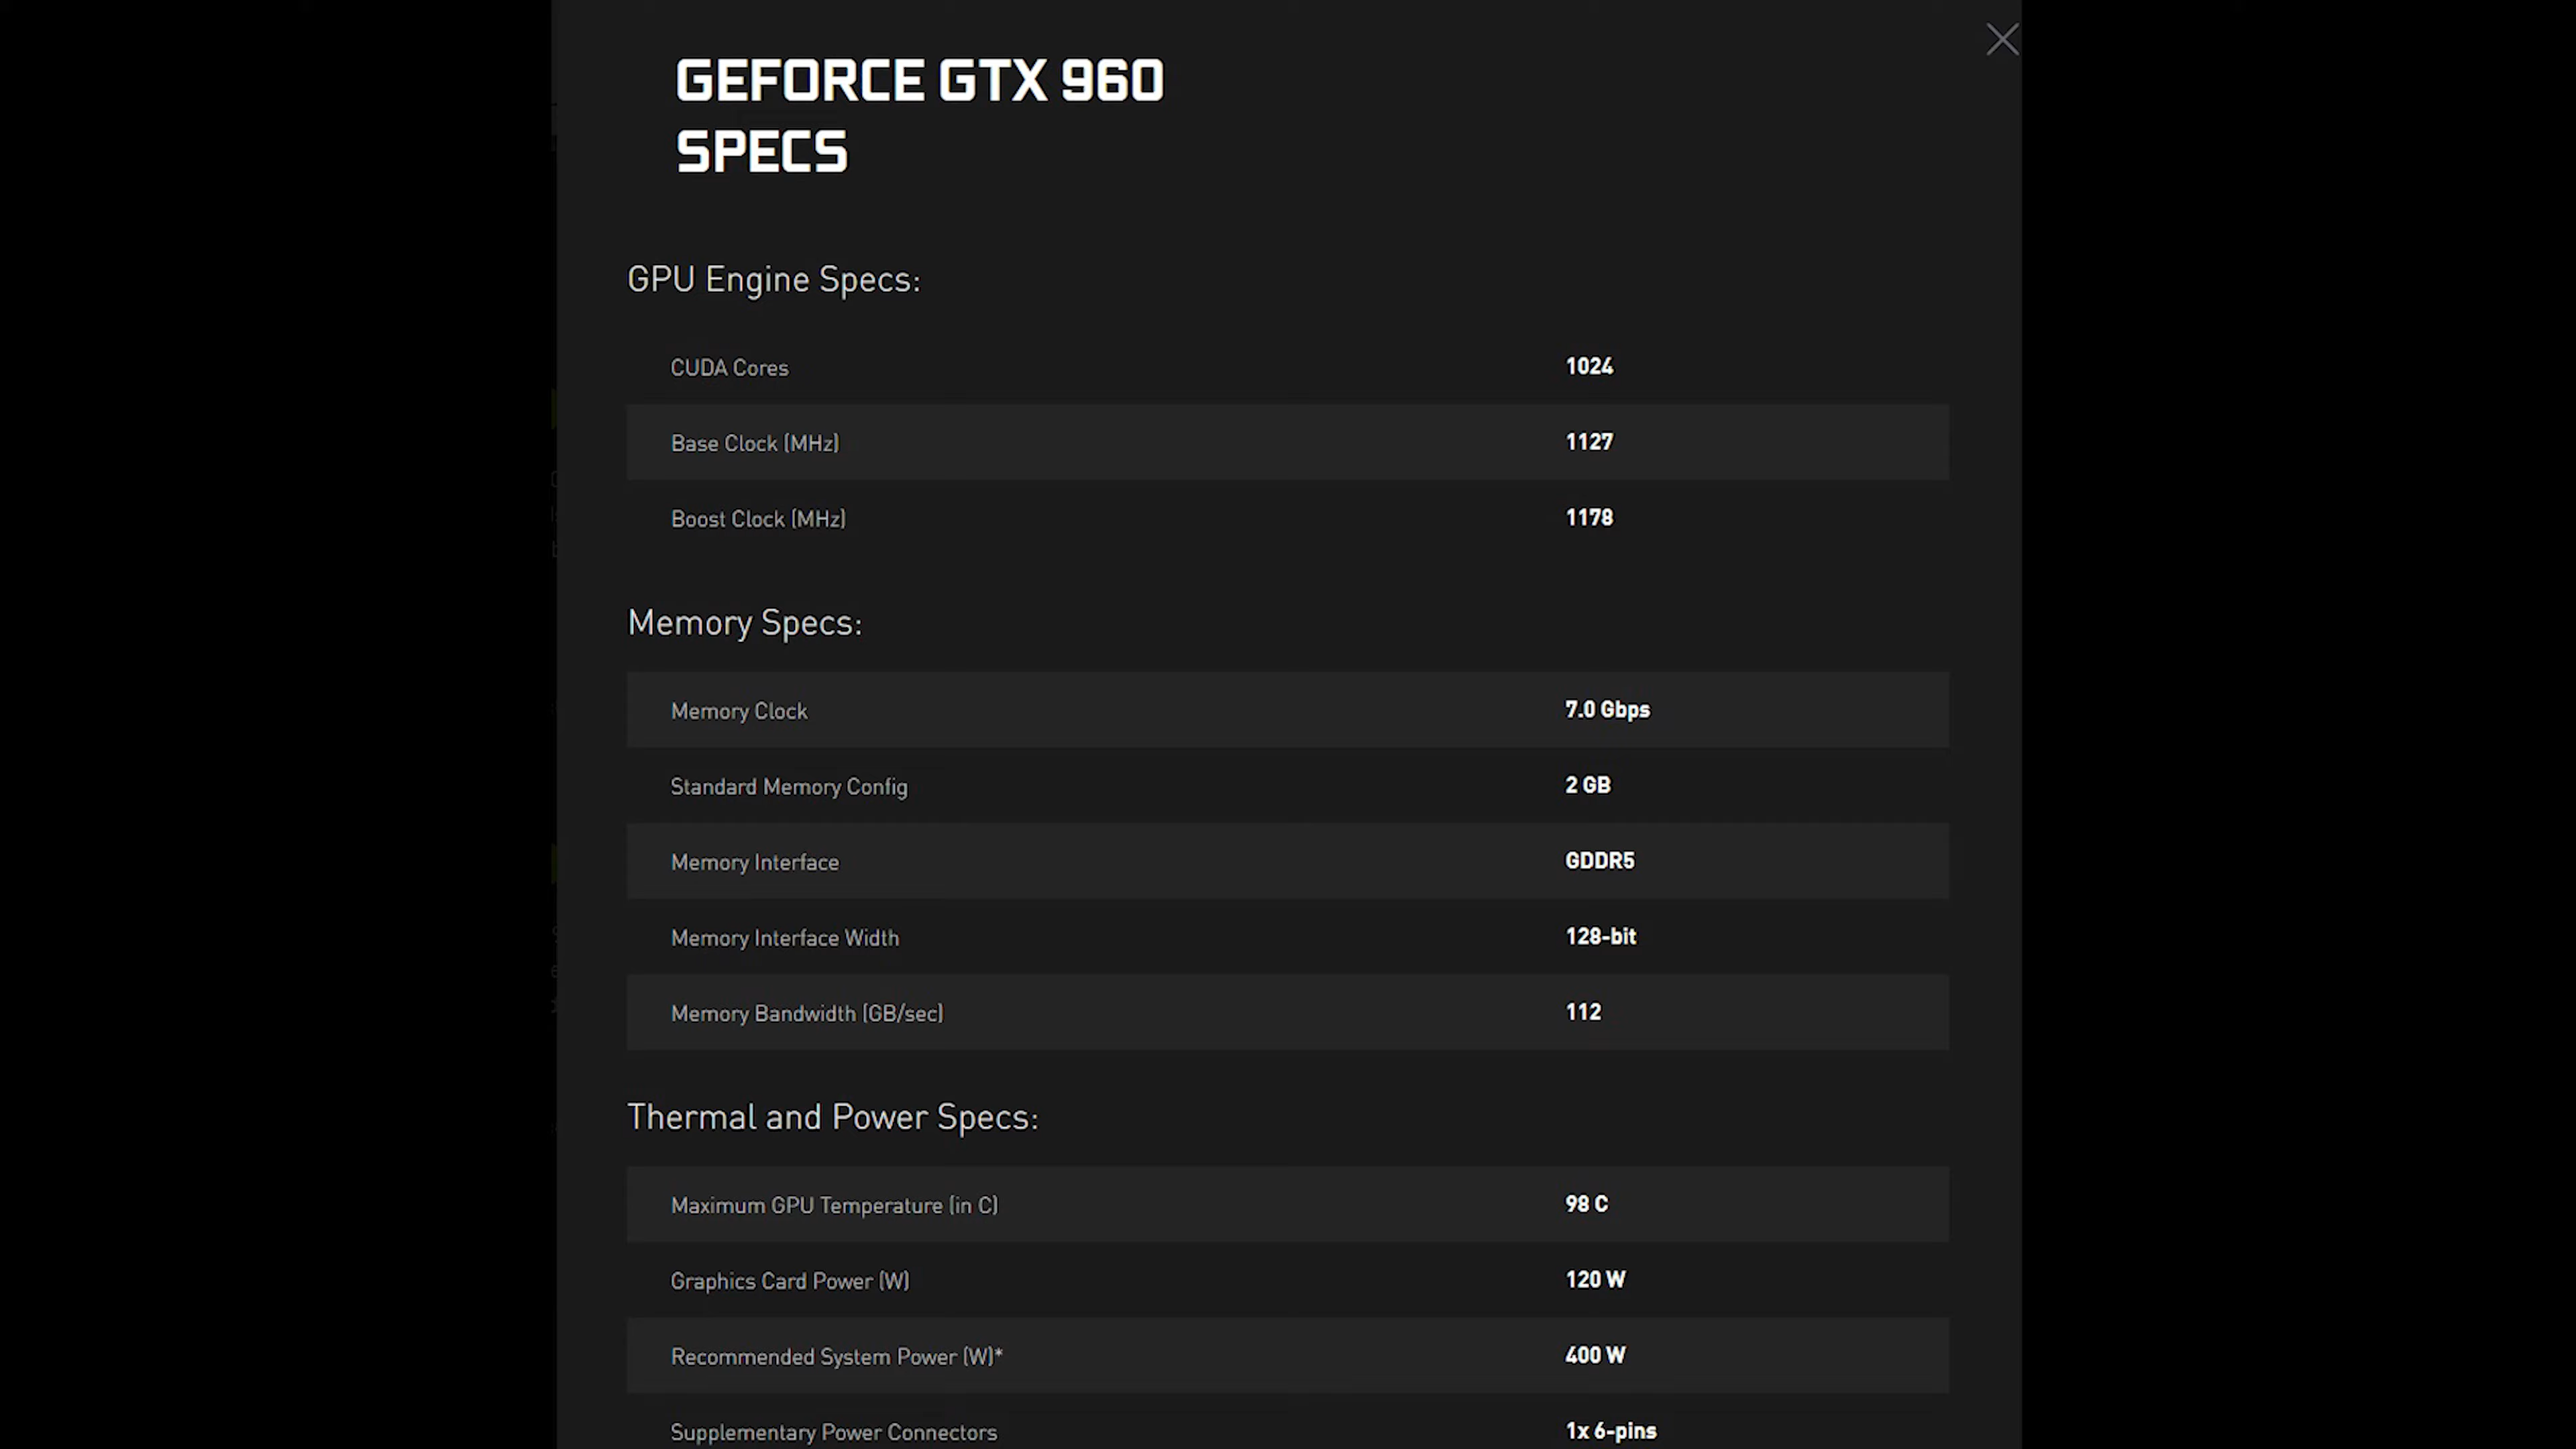 GEFORCE GTX 960
SPECS
GPU Engine Specs:
CUDA Cores 1024
Base Clock (MHz) 1127
Boost Clock (MHz) 1178
Memory Specs:
Memory Clock 7.0 Gbps
Standard Memory Config 2 GB
Memory Interface GDDR5
Memory Interface Width 128-bit
Memory Bandwidth (GB/sec) 112
Thermal and Power Specs:
Maximum GPU Temperature (in C) 98 C
Graphics Card Power (W) 120 W
Recommended System Power (W)* 400 W
Supplementary Power Connectors 1x 6-pins